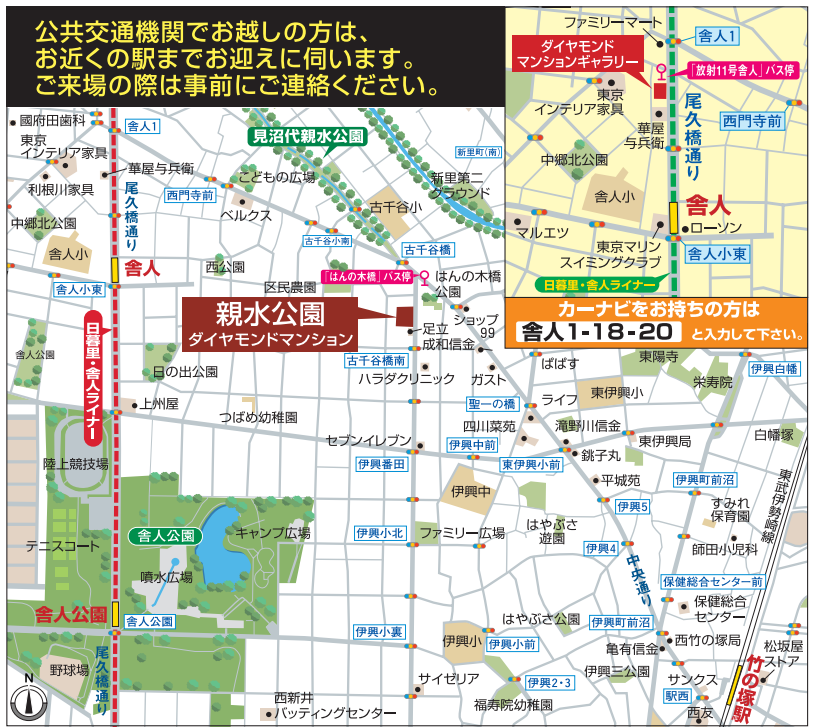 公共交通機関でお越しの方は、
お近くの駅までお迎えに伺います。
ご来場の際は事前にご連絡ください。
ファミリーマート
舎人1
ダイヤモンド
マンションギャラリー
「放射11号舎人」バス停
東京
インテリア家具
尾久橋通り
西門寺前
華屋
与兵衛
中郷北公園
舎人小
舎人
マルエツ
ローソン
東京マリン
スイミングクラブ
舎人小東
日暮里・舎人ライナー
カーナビをお持ちの方は
舎人1-18-20 と入力して下さい。
國府田歯科
舎人1
東京
インテリア家具
華屋与兵衛
利根川家具
尾久橋通り
西門寺前
見沼代親水公園
こどもの広場
ベルクス
新里町(南)
新里第二
グラウンド
古千谷小
古千谷小南
古千谷橋
中郷北公園
舎人小
舎人
舎人小東
西公園
区民農園
「はんの木橋」バス停
はんの木橋
公園
親水公園
ダイヤモンドマンション
足立
成和信金
ショップ
99
日暮里・舎人ライナー
舎人公園
日の出公園
古千谷橋南
ハラダクリニック
ガスト
ぱぱす
東陽寺
伊興白幡
栄寿院
上州屋
つばめ幼稚園
聖一の橋
ライフ
東伊興小
四川菜苑
滝野川信金
東伊興局
白幡塚
セブンイレブン
伊興中前
伊興番田
東伊興小前
銚子丸
陸上競技場
平城苑
伊興町前沼
東武伊勢崎線
伊興中
すみれ
保育園
伊興5
舎人公園
キャンプ広場
伊興小北
ファミリー広場
はやぶさ
遊園
伊興4
師田小児科
テニスコート
噴水広場
中央通り
保健総合センター前
保健総合
センター
舎人公園
舎人公園
伊興小裏
伊興小
はやぶさ公園
伊興小前
伊興町前沼
西竹の塚局
亀有信金
松坂屋
ストア
竹の塚駅
N
野球場
尾久橋通り
サイゼリア
伊興2・3
伊興三公園
サンクス
駅西
西友
西新井
バッティングセンター
福寿院幼稚園